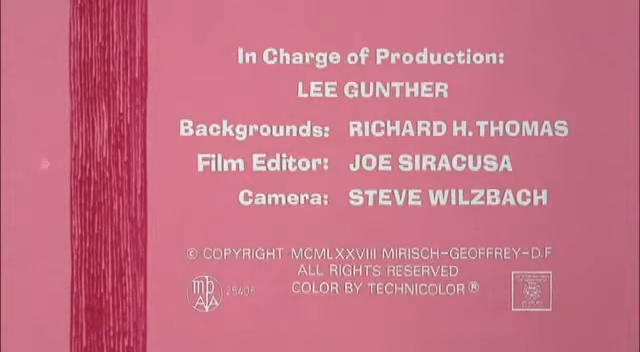 In Charge of Production:
LEE GUNTHER
Backgrounds: RICHARD H. THOMAS
Film Editor: JOE SIRACUSA
Camera: STEVE WILZBACH
© COPYRIGHT MCMLXXVIII MIRISCH-GEOFFREY-D.F
ALL RIGHTS RESERVED
COLOR BY TECHNICOLOR®